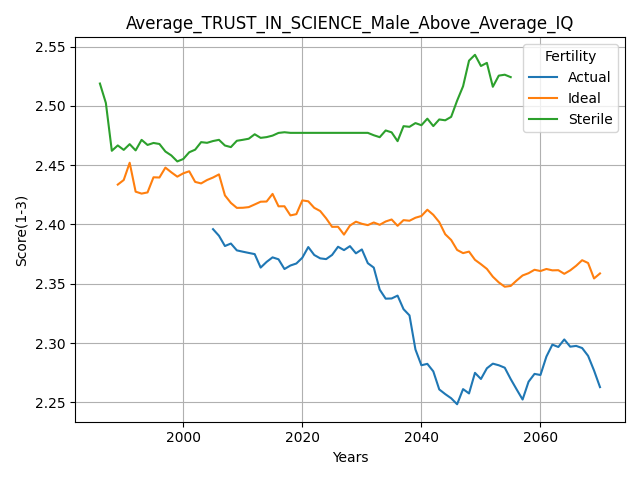 Average_TRUST_IN_SCIENCE_Male_Above_Average_IQ
Fertility
Actual
Ideal
Sterile
Score(1-3)
2.55
2.50
2.45
2.40
2.35
2.30
2.25
2000
2020
2040
2060
Years